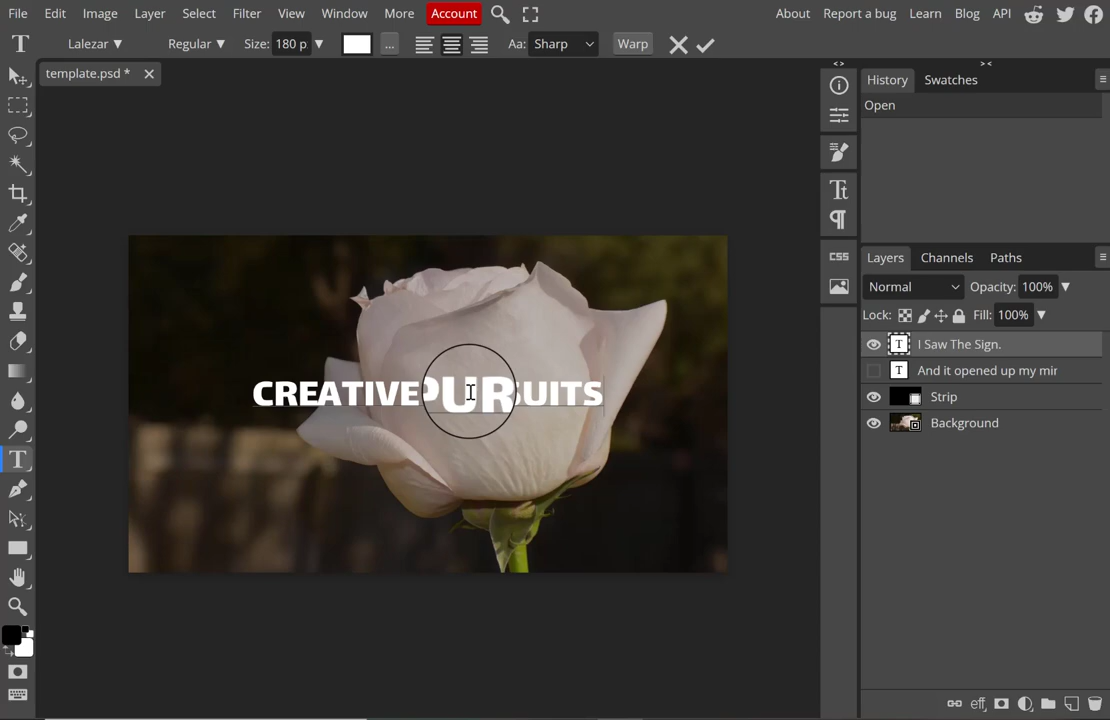 File Edit Image Layer Select Filter View Window More Account About Report a bug Learn Blog API
T Lalezar ▼ Regular ▼ Size: 180 p ▼ ... Aa: Sharp Warp
template.psd *
< > > <
History Swatches
Open
CSS
Layers Channels Paths
Normal Opacity: 100% ▼
Lock: Fill: 100% ▼
T I Saw The Sign.
T And it opened up my mir
Strip
Background
CREATIVE PURSUITS
T
eff